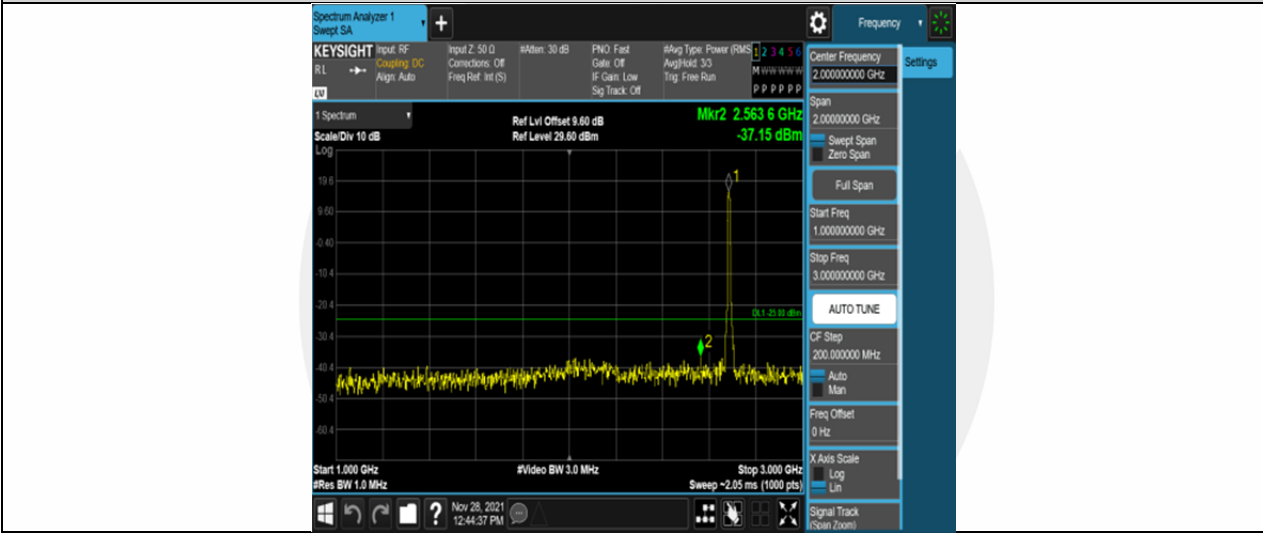 Spectrum Analyzer 1
Swept SA
+
Frequency
KEYSIGHT
RL
LV
Input: RF
Coupling: DC
Align: Auto
Input Z: 50 Ω
Corrections: Off
Freq Ref: Int (S)
#Atten: 30 dB
PNO: Fast
Gate: Off
IF Gain: Low
Sig Track: Off
#Avg Type: Power (RMS
Avg|Hold: 3/3
Trig: Free Run
1 2 3 4 5 6
M W W W W W
P P P P P P
1 Spectrum
Scale/Div 10 dB
Log
Ref Lvl Offset 9.60 dB
Ref Level 29.60 dBm
Mkr2 2.563 6 GHz
-37.15 dBm
19.6
9.60
-0.40
-10.4
-20.4
-30.4
-40.4
-50.4
-60.4
1
DL1 -25.00 dBm
2
Start 1.000 GHz
#Res BW 1.0 MHz
#Video BW 3.0 MHz
Stop 3.000 GHz
Sweep ~2.05 ms (1000 pts)
?
Nov 28, 2021
12:44:37 PM
Center Frequency
2.000000000 GHz
Settings
Span
2.00000000 GHz
Swept Span
Zero Span
Full Span
Start Freq
1.000000000 GHz
Stop Freq
3.000000000 GHz
AUTO TUNE
CF Step
200.000000 MHz
Auto
Man
Freq Offset
0 Hz
X Axis Scale
Log
Lin
Signal Track
(Span Zoom)